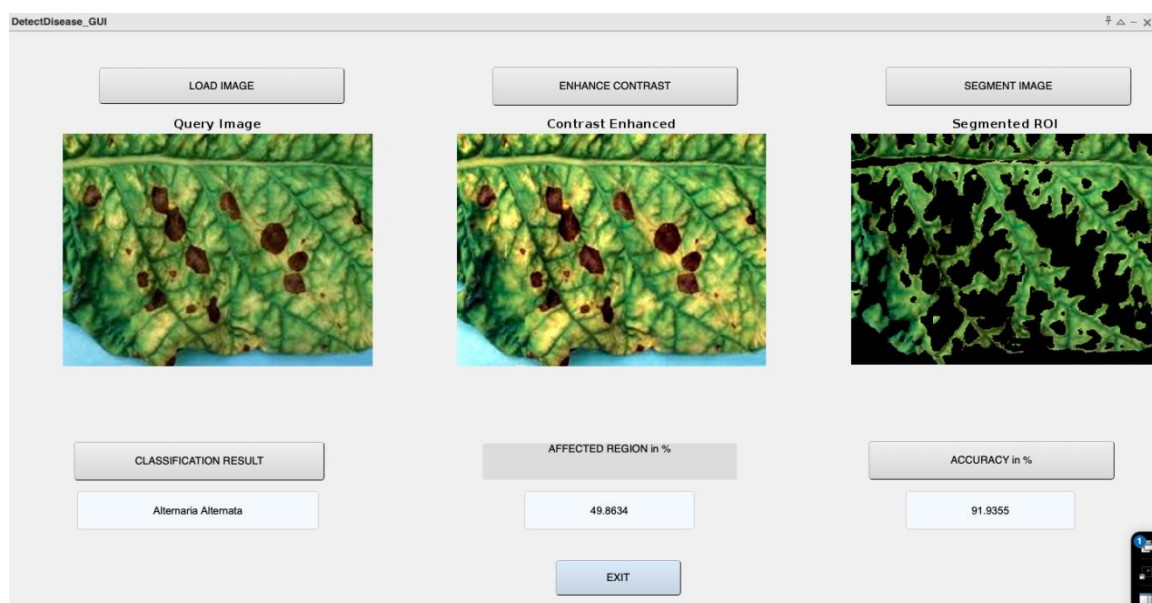 DetectDisease_GUI
LOAD IMAGE
ENHANCE CONTRAST
SEGMENT IMAGE
Query Image
Contrast Enhanced
Segmented ROI
CLASSIFICATION RESULT
AFFECTED REGION in %
ACCURACY in %
Alternaria Alternata
49.8634
91.9355
EXIT
1